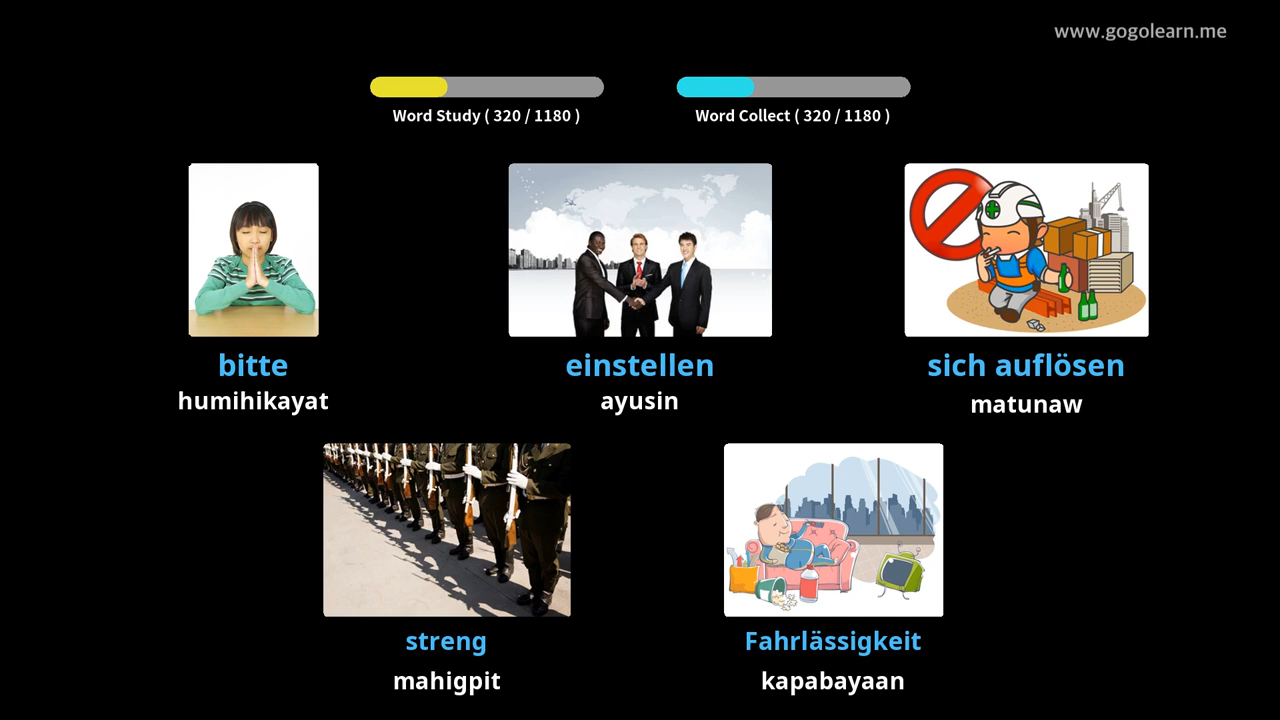 www.gogolearn.me
Word Study ( 320 / 1180 )
Word Collect ( 320 / 1180 )
bitte
humihikayat
einstellen
ayusin
sich auflösen
matunaw
streng
mahigpit
Fahrlässigkeit
kapabayaan